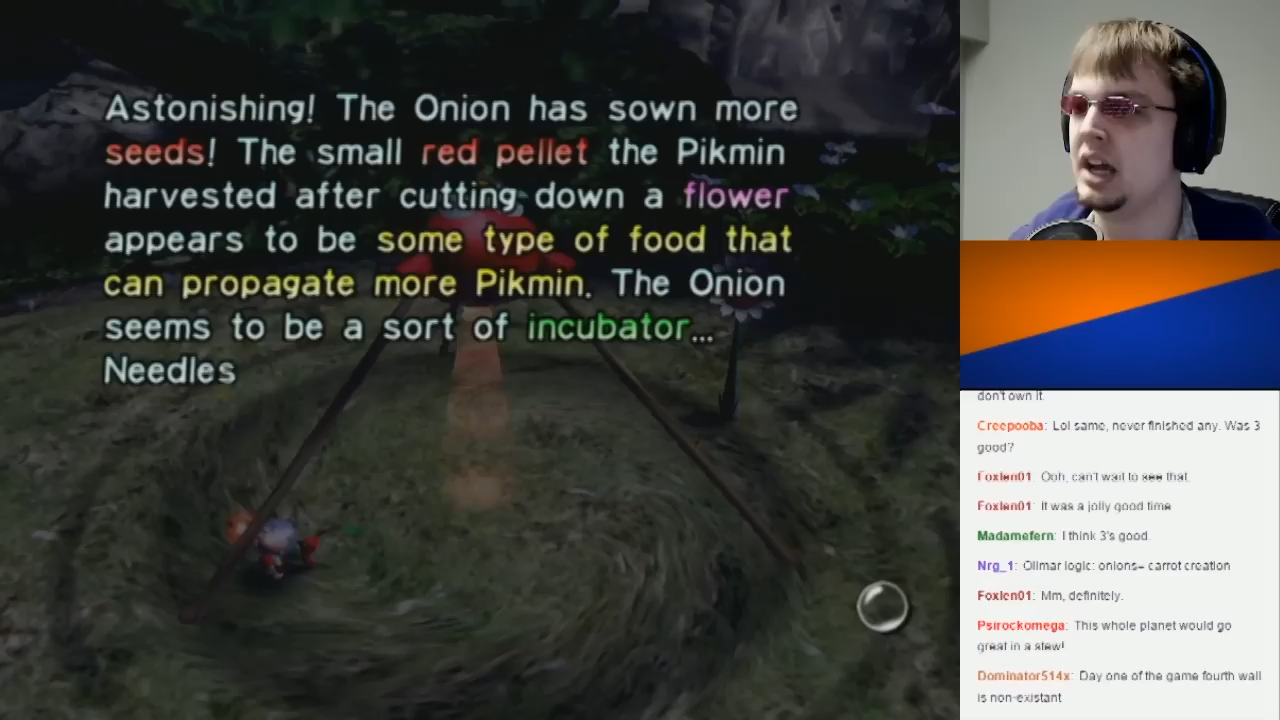 Astonishing! The Onion has sown more
seeds! The small red pellet the Pikmin
harvested after cutting down a flower
appears to be some type of food that
can propagate more Pikmin. The Onion
seems to be a sort of incubator...
Needles
don't own it.
Creepooba: Lol same, never finished any. Was 3
good?
Foxlen01: Ooh, can't wait to see that.
Foxlen01: It was a jolly good time
Madamefern: I think 3's good.
Nrg_1: Olimar logic: onions= carrot creation
Foxlen01: Mm, definitely.
Psirockomega: This whole planet would go
great in a stew!
Dominator514x: Day one of the game fourth wall
is non-existant